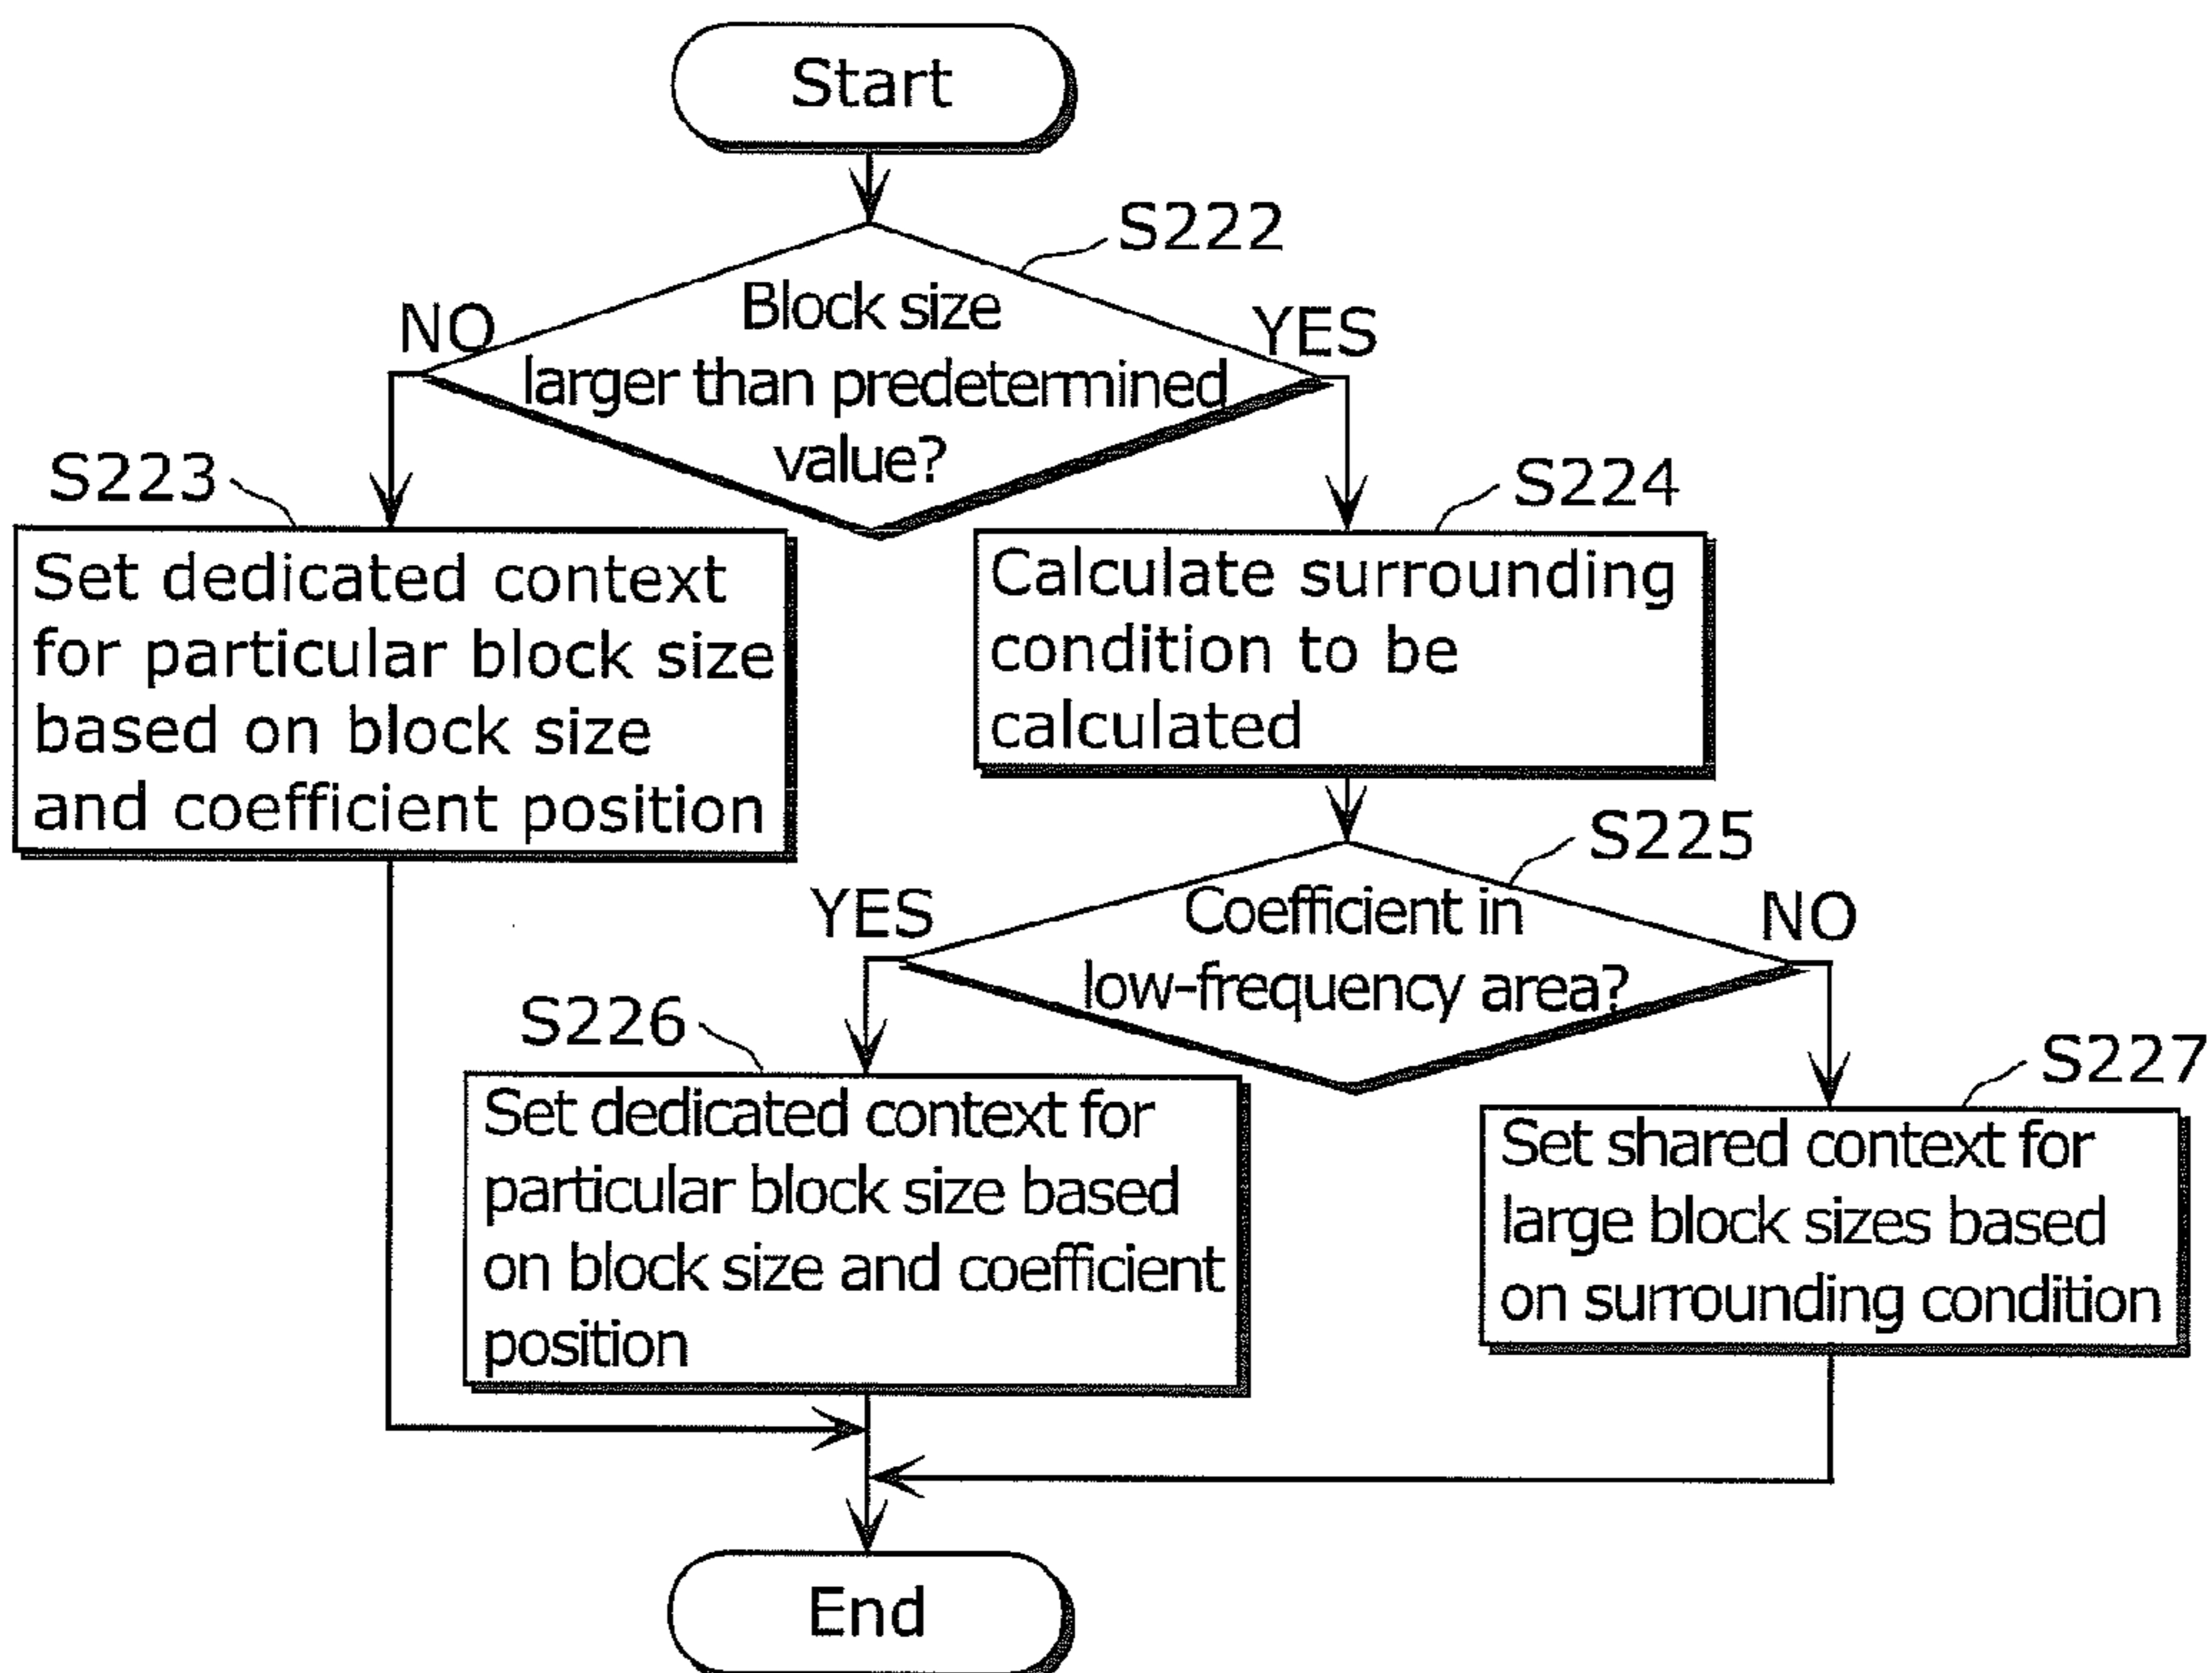 Start
S222
Block size
larger than predetermined
value?
NO
YES
S223
Set dedicated context
for particular block size
based on block size
and coefficient position
S224
Calculate surrounding
condition to be
calculated
S225
Coefficient in
low-frequency area?
YES
NO
S226
Set dedicated context for
particular block size based
on block size and coefficient
position
S227
Set shared context for
large block sizes based
on surrounding condition
End